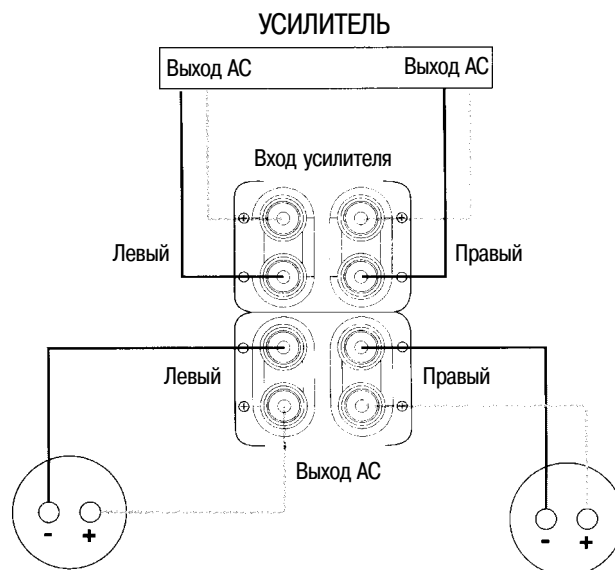 УСИЛИТЕЛЬ
Выход АС Выход АС
Вход усилителя
Левый Правый
Левый Правый
Выход АС
- + - +